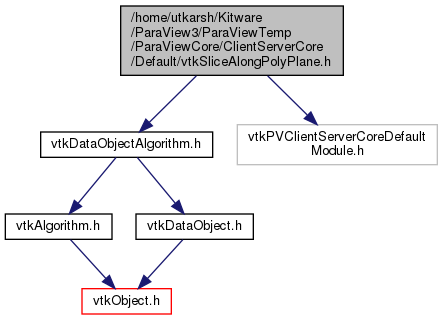 /home/utkarsh/Kitware
/ParaView3/ParaViewTemp
/ParaViewCore/ClientServerCore
/Default/vtkSliceAlongPolyPlane.h
vtkDataObjectAlgorithm.h
vtkPVClientServerCoreDefault
Module.h
vtkAlgorithm.h
vtkDataObject.h
vtkObject.h